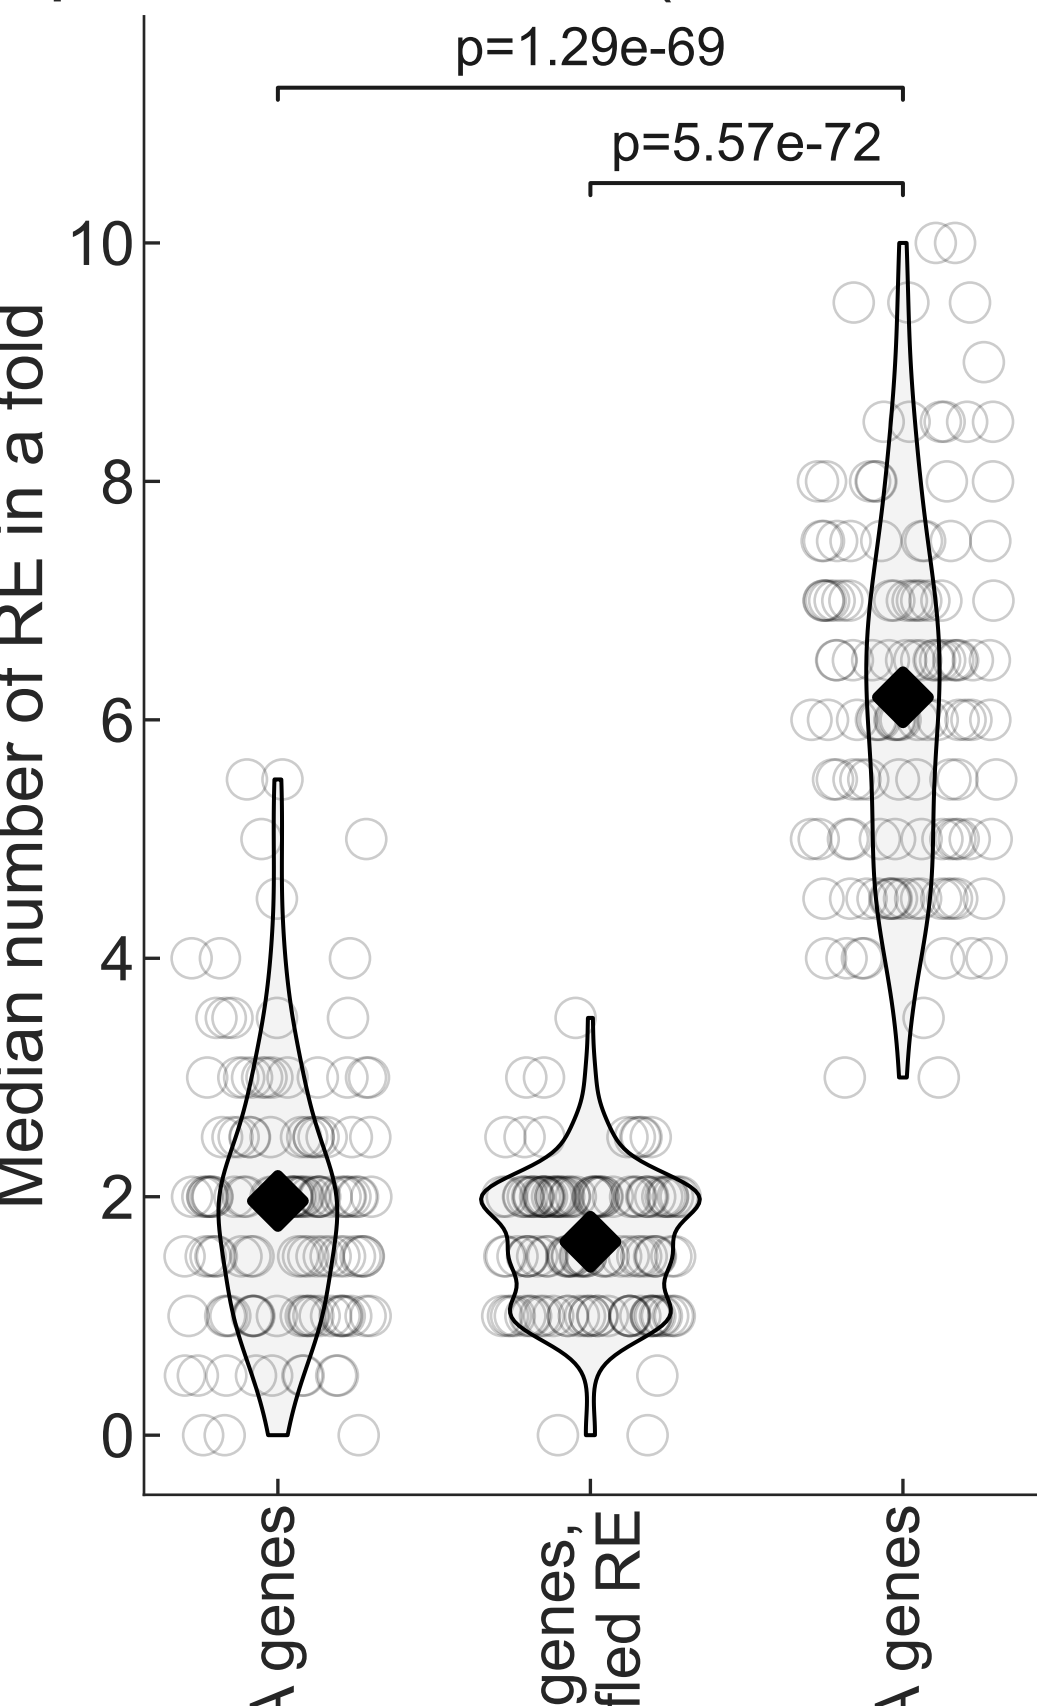 p=1.29e-69
p=5.57e-72
Median number of RE in a fold
10
8
6
4
2
0
genes
genes,
RE
genes